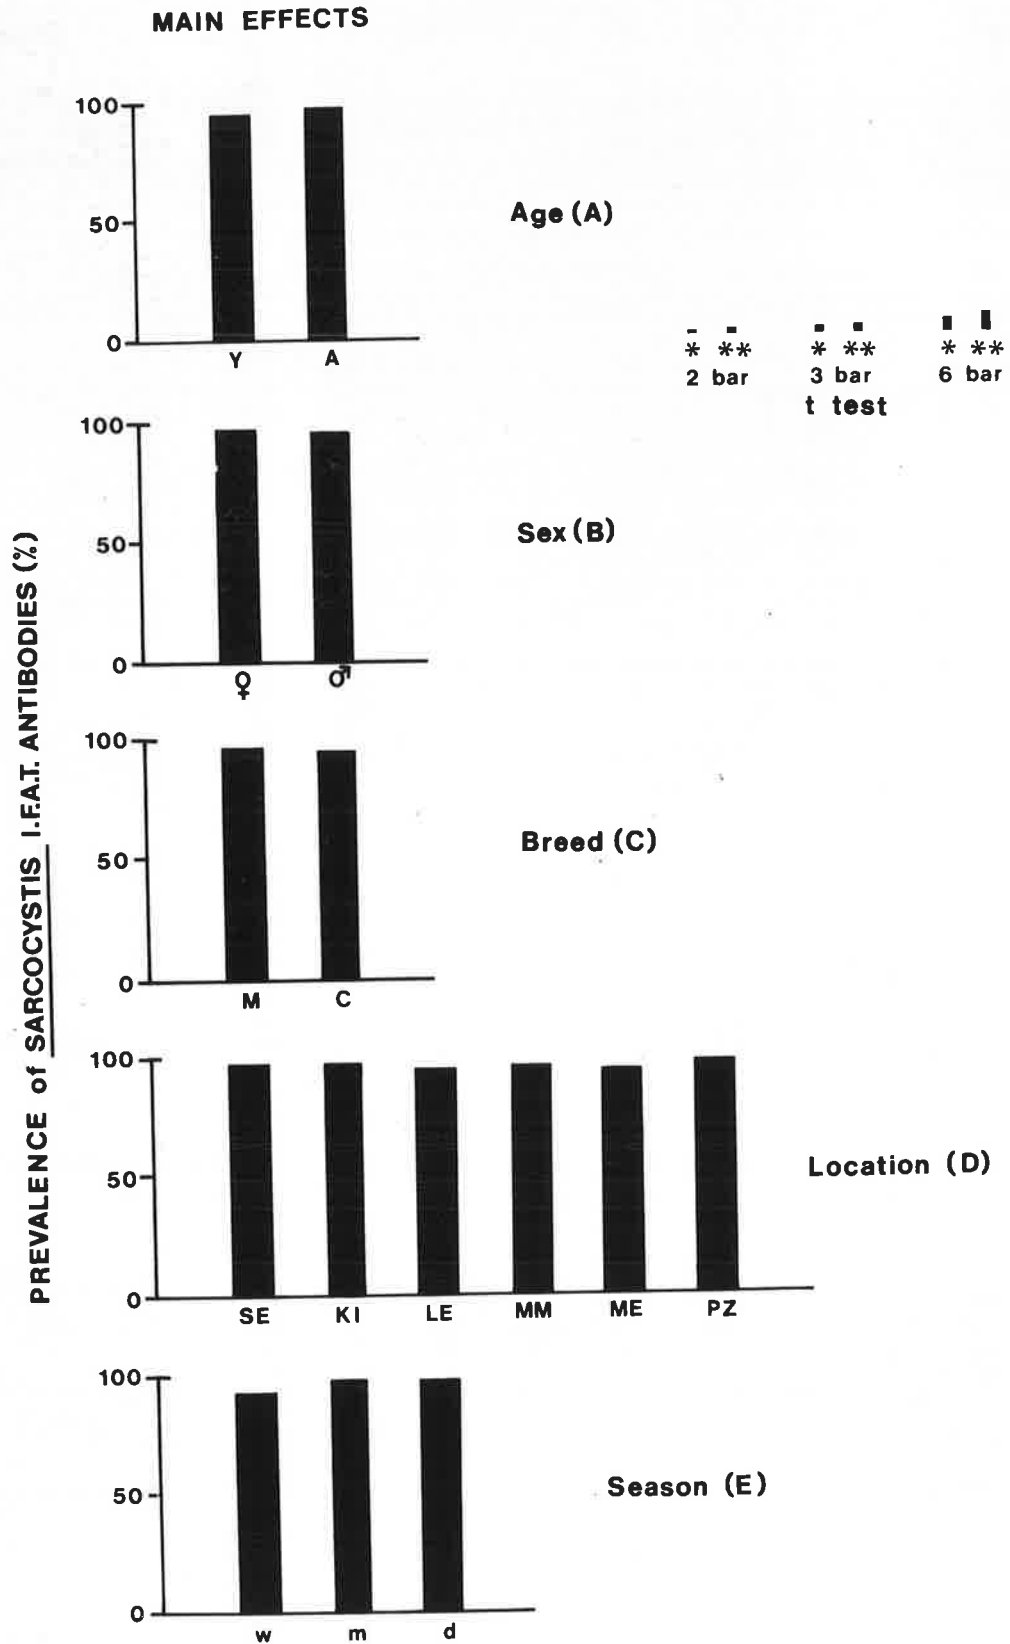 MAIN EFFECTS
100
50
0
Y A
Age (A)
* ** * ** * **
2 bar 3 bar 6 bar
t test
100
50
0
♀ ♂
Sex (B)
PREVALENCE of SARCOCYSTIS I.F.A.T. ANTIBODIES (%)
100
50
0
M C
Breed (C)
100
50
0
SE KI LE MM ME PZ
Location (D)
100
50
0
w m d
Season (E)